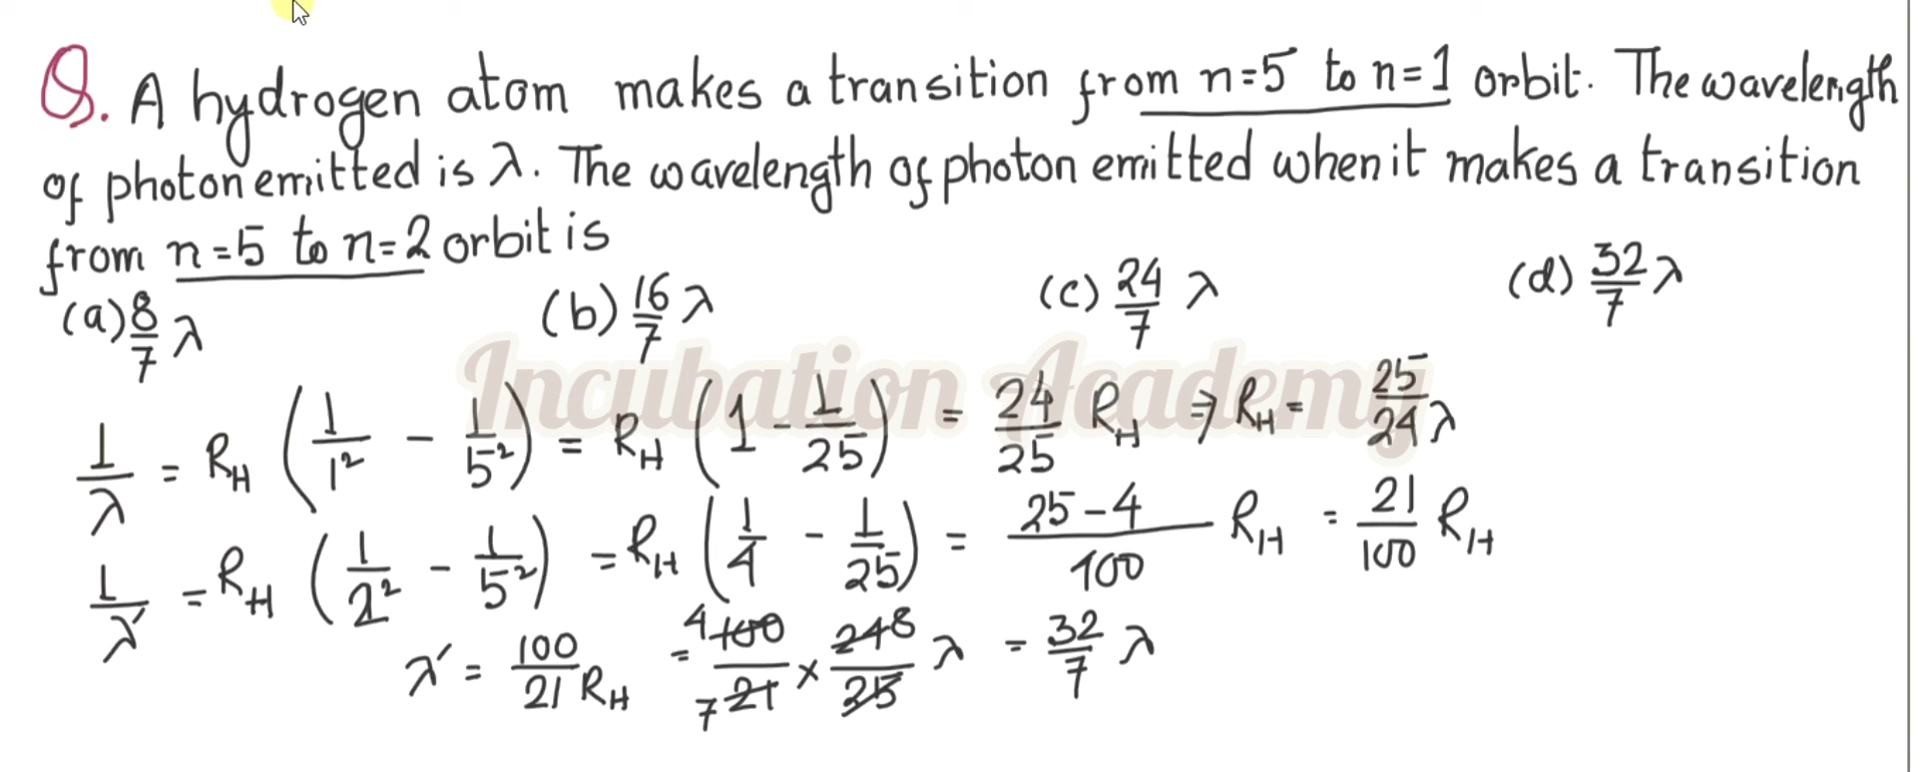 Q. A hydrogen atom makes a transition from n=5 to n=1 orbit. The wavelength
of photon emitted is λ. The wavelength of photon emitted when it makes a transition
from n=5 to n=2 orbit is
(a) 8/7 λ (b) 16/7 λ (c) 24/7 λ (d) 32/7 λ
Incubation Academy
1/λ = R_H (1/1² - 1/5²) = R_H (1 - 1/25) = 24/25 R_H ⇒ R_H = 25/24λ
1/λ' = R_H (1/2² - 1/5²) = R_H (1/4 - 1/25) = 25-4/100 R_H = 21/100 R_H
λ' = 100/21 R_H = 4 100/7 21 × 24 8/25 λ = 32/7 λ